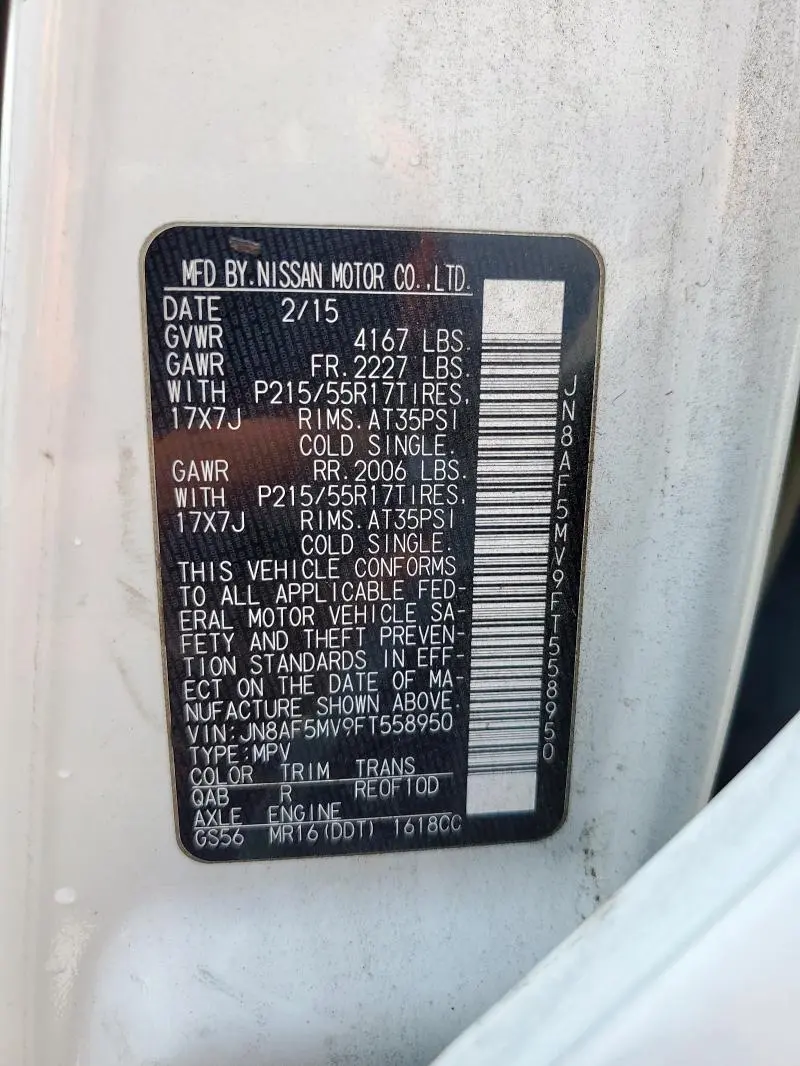 MFD BY.NISSAN MOTOR CO.,LTD.
DATE 2/15
GVWR 4167 LBS.
GAWR FR.2227 LBS.
WITH P215/55R17TIRES,
17X7J RIMS.AT35PSI
COLD SINGLE.
GAWR RR.2006 LBS.
WITH P215/55R17TIRES,
17X7J RIMS.AT35PSI
COLD SINGLE.
THIS VEHICLE CONFORMS
TO ALL APPLICABLE FED-
ERAL MOTOR VEHICLE SA-
FETY AND THEFT PREVEN-
TION STANDARDS IN EFF-
ECT ON THE DATE OF MA-
NUFACTURE SHOWN ABOVE.
VIN:JN8AF5MV9FT558950
TYPE:MPV
COLOR TRIM TRANS
QAB R RE0F10D
AXLE ENGINE
GS56 MR16(DDT) 1618CC
JN8AF5MV9FT558950